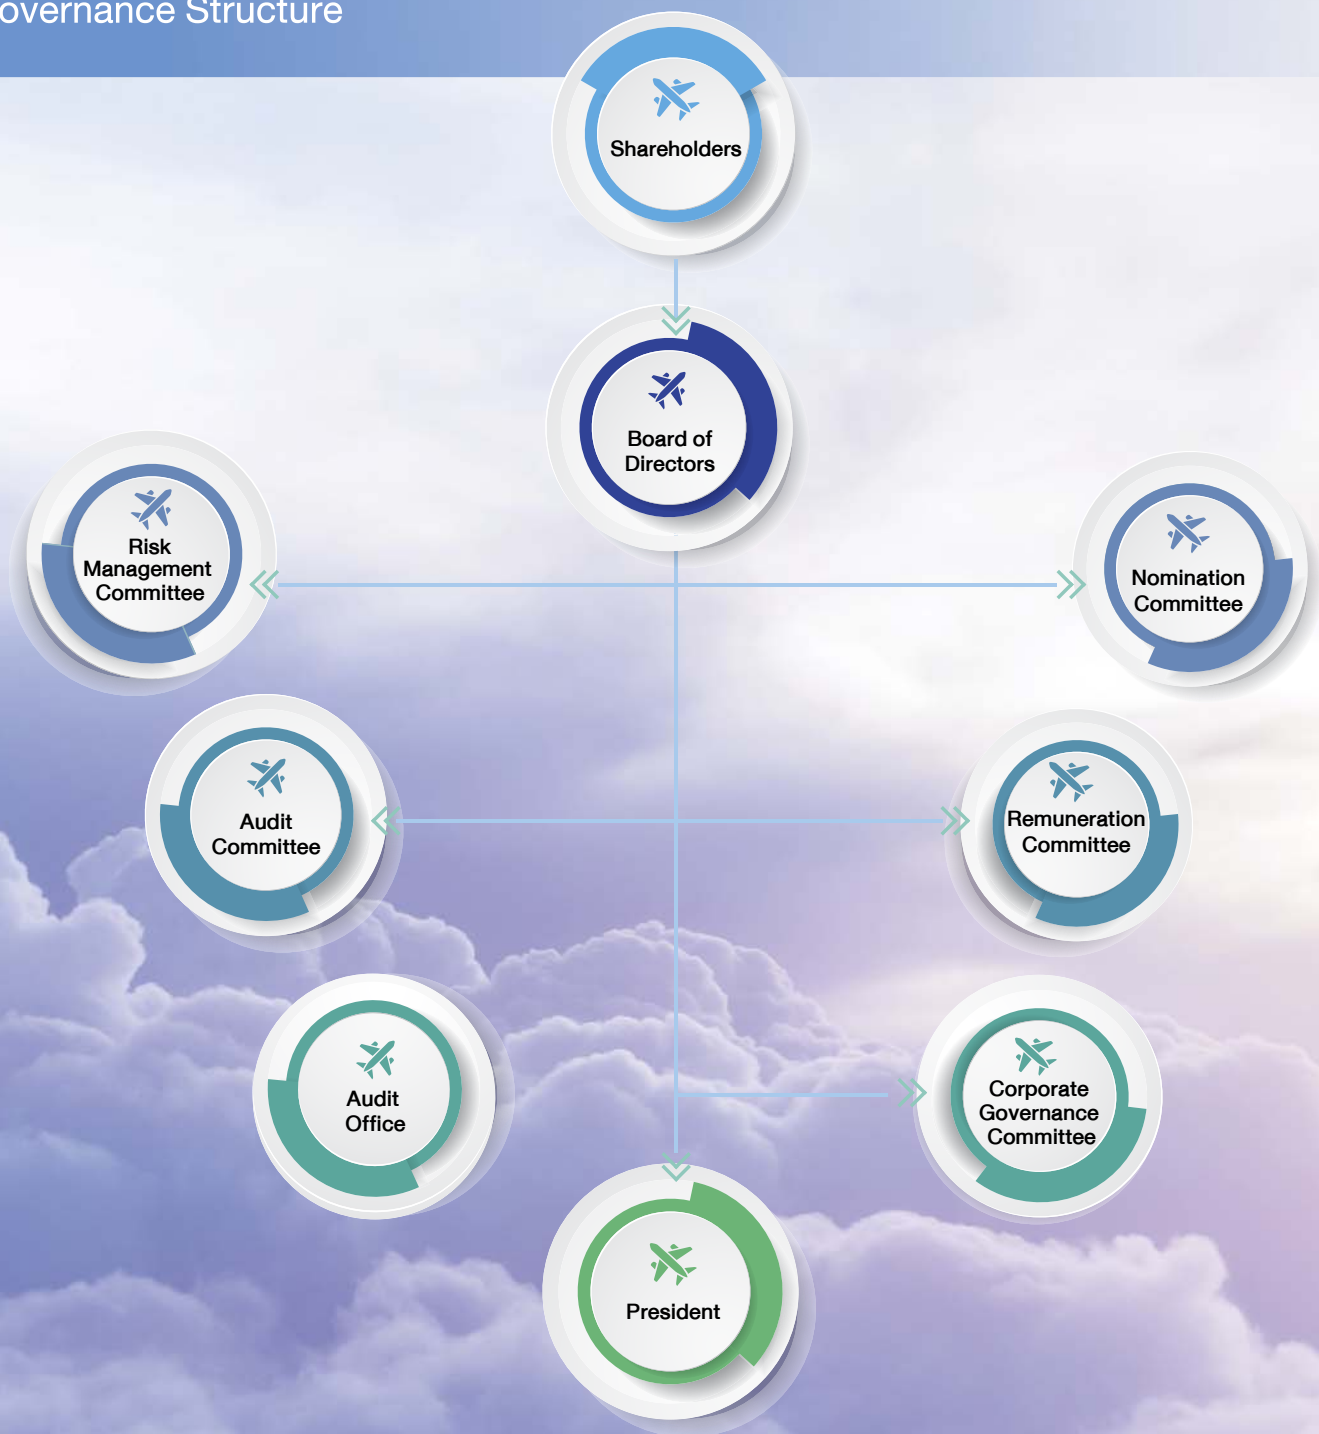 overnance Structure
Shareholders
Board of
Directors
Risk
Management
Committee
Nomination
Committee
Audit
Committee
Remuneration
Committee
Audit
Office
Corporate
Governance
Committee
President